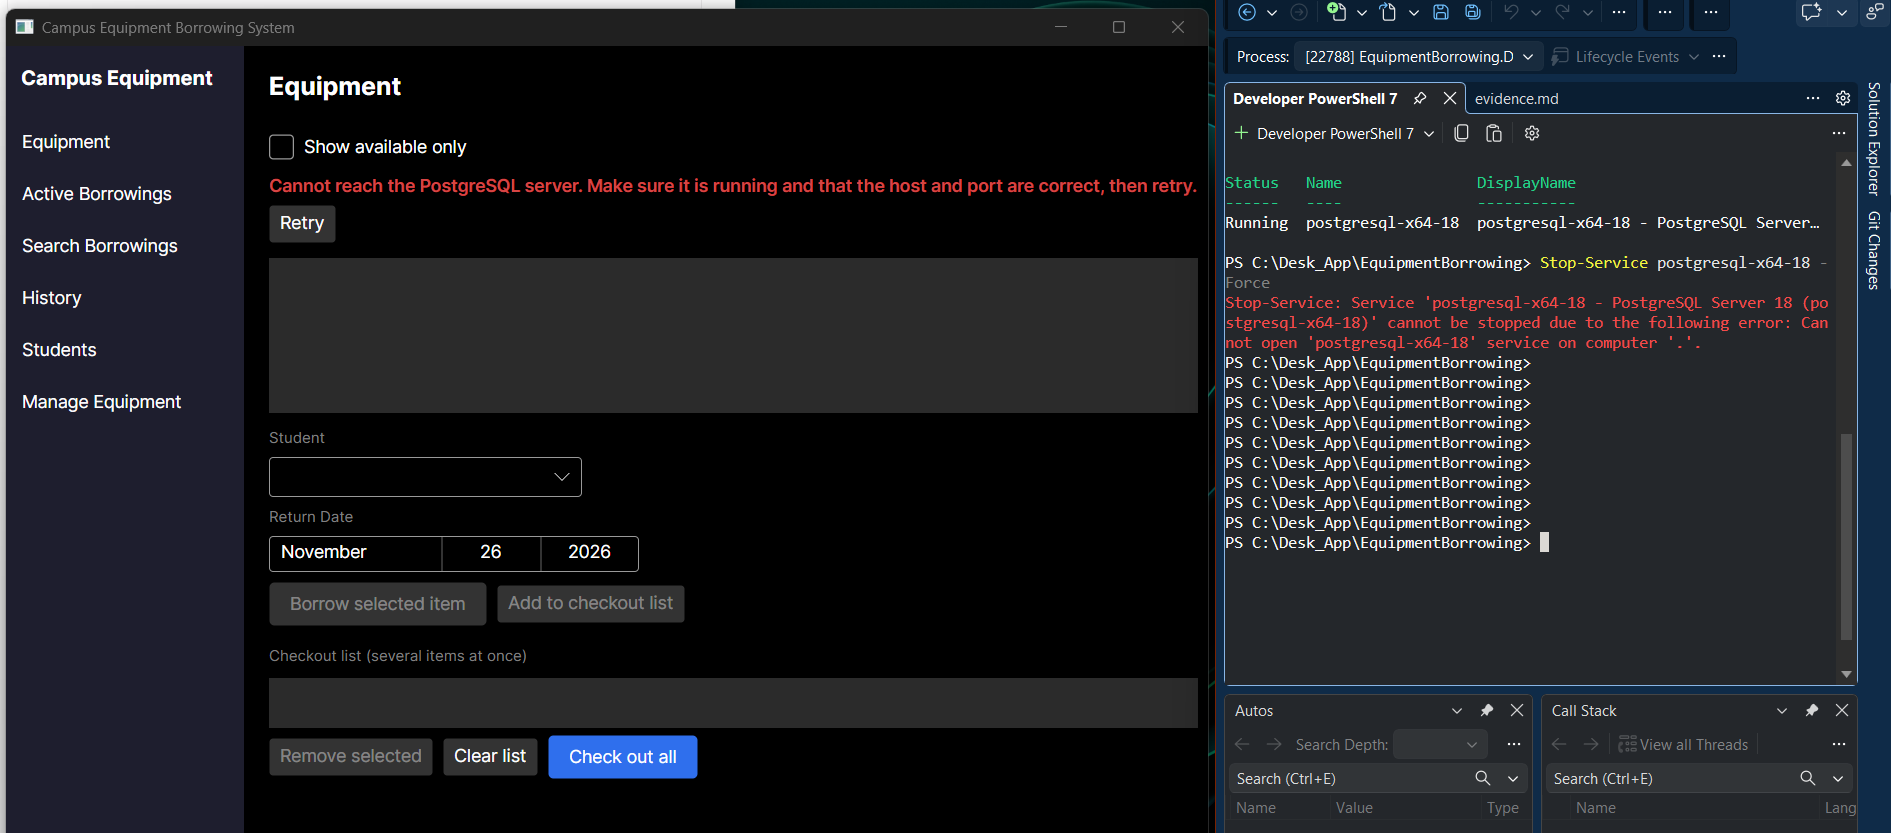 Campus Equipment Borrowing System
Campus Equipment
Equipment
Active Borrowings
Search Borrowings
History
Students
Manage Equipment
Equipment
Show available only
Cannot reach the PostgreSQL server. Make sure it is running and that the host and port are correct, then retry.
Retry
Student
Return Date
November 26 2026
Borrow selected item Add to checkout list
Checkout list (several items at once)
Remove selected Clear list Check out all
Process: [22788] EquipmentBorrowing.D Lifecycle Events
Developer PowerShell 7 evidence.md
Developer PowerShell 7
Status Name DisplayName
------ ---- -----------
Running postgresql-x64-18 postgresql-x64-18 - PostgreSQL Server…
PS C:\Desk_App\EquipmentBorrowing> Stop-Service postgresql-x64-18 -
Force
Stop-Service: Service 'postgresql-x64-18 - PostgreSQL Server 18 (po
stgresql-x64-18)' cannot be stopped due to the following error: Can
not open 'postgresql-x64-18' service on computer '.'.
PS C:\Desk_App\EquipmentBorrowing>
PS C:\Desk_App\EquipmentBorrowing>
PS C:\Desk_App\EquipmentBorrowing>
PS C:\Desk_App\EquipmentBorrowing>
PS C:\Desk_App\EquipmentBorrowing>
PS C:\Desk_App\EquipmentBorrowing>
PS C:\Desk_App\EquipmentBorrowing>
PS C:\Desk_App\EquipmentBorrowing>
PS C:\Desk_App\EquipmentBorrowing>
PS C:\Desk_App\EquipmentBorrowing>
Solution Explorer
Git Changes
Autos
Search Depth:
Search (Ctrl+E)
Name Value Type
Call Stack
View all Threads
Search (Ctrl+E)
Name Lang